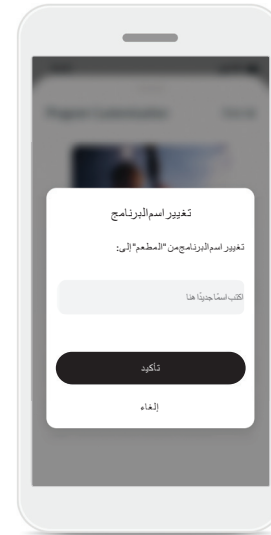 تغيير اسم البرنامج
تغيير اسم البرنامج من "المطعم" إلى:
اكتب اسمًا جديدًا هنا
تأكيد
إلغاء